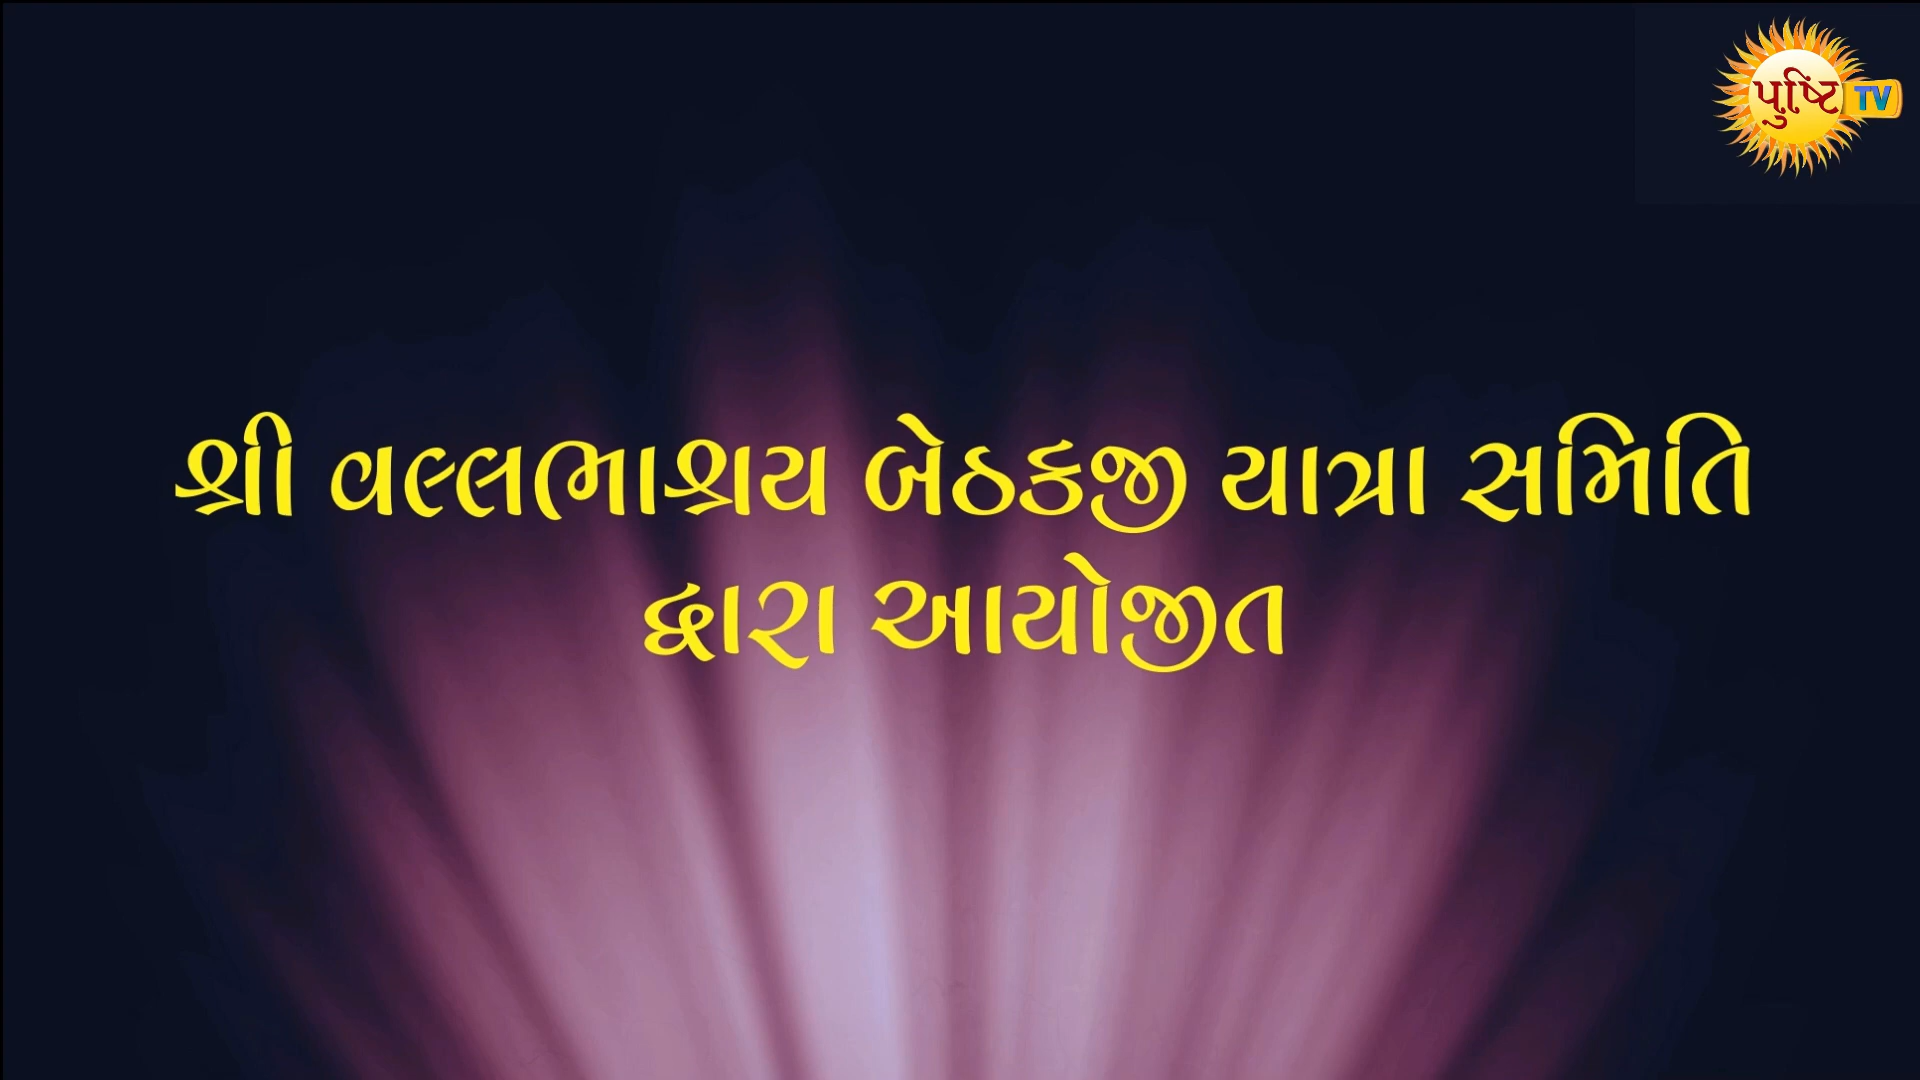 પુષ્ટિ TV
શ્રી વલ્લભાશ્રય બેઠકજી યાત્રા સમિતિ
દ્વારા આયોજીત